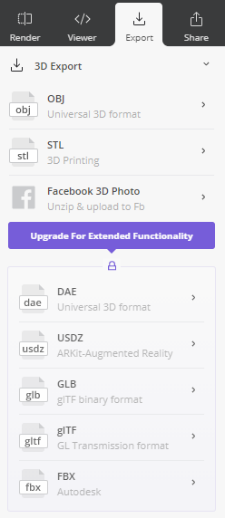 Render
Viewer
Export
Share
3D Export
obj
OBJ
Universal 3D format
stl
STL
3D Printing
Facebook 3D Photo
Unzip & upload to Fb
Upgrade For Extended Functionality
dae
DAE
Universal 3D format
usdz
USDZ
ARKit-Augmented Reality
glb
GLB
glTF binary format
gltf
glTF
GL Transmission format
fbx
FBX
Autodesk